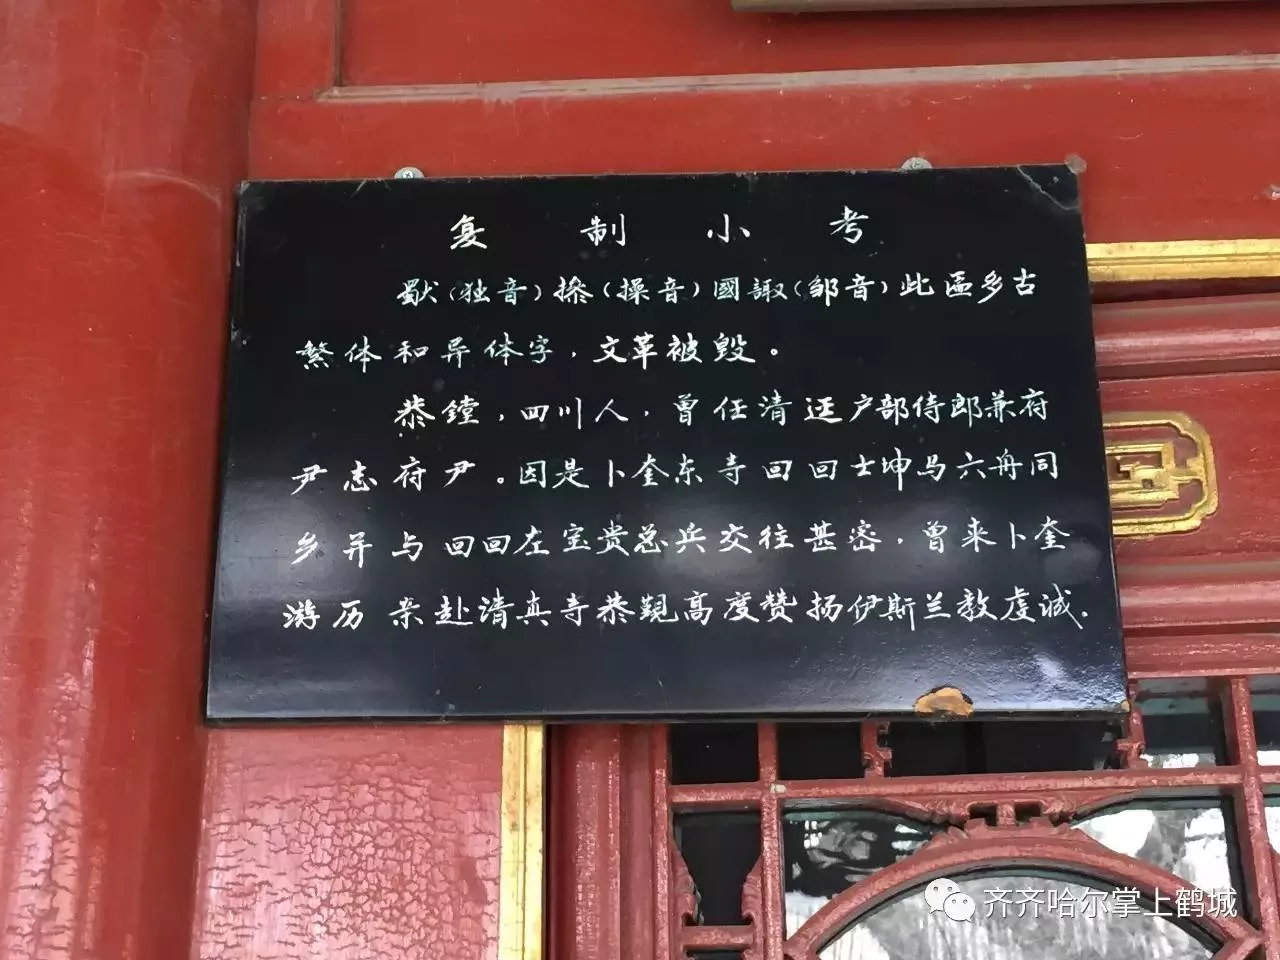 复制小考
獸(独音)撡(操音)國諏(邹音)此匾多古
繁体和异体字,文革被毁。
恭鏜,四川人,曾任清廷户部侍郎兼府
尹志府尹。因是卜奎东寺回回士坤马六舟同
乡并与回回左宝贵总兵交往甚密,曾来卜奎
游历亲赴清真寺恭觐高度赞扬伊斯兰教虔诚.
齐齐哈尔掌上鹤城